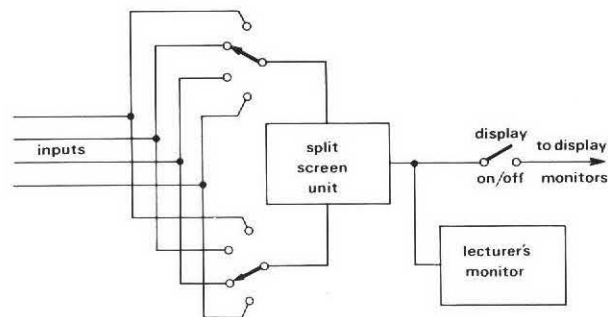 inputs
split
screen
unit
display
on/off
to display
monitors
lecturer's
monitor